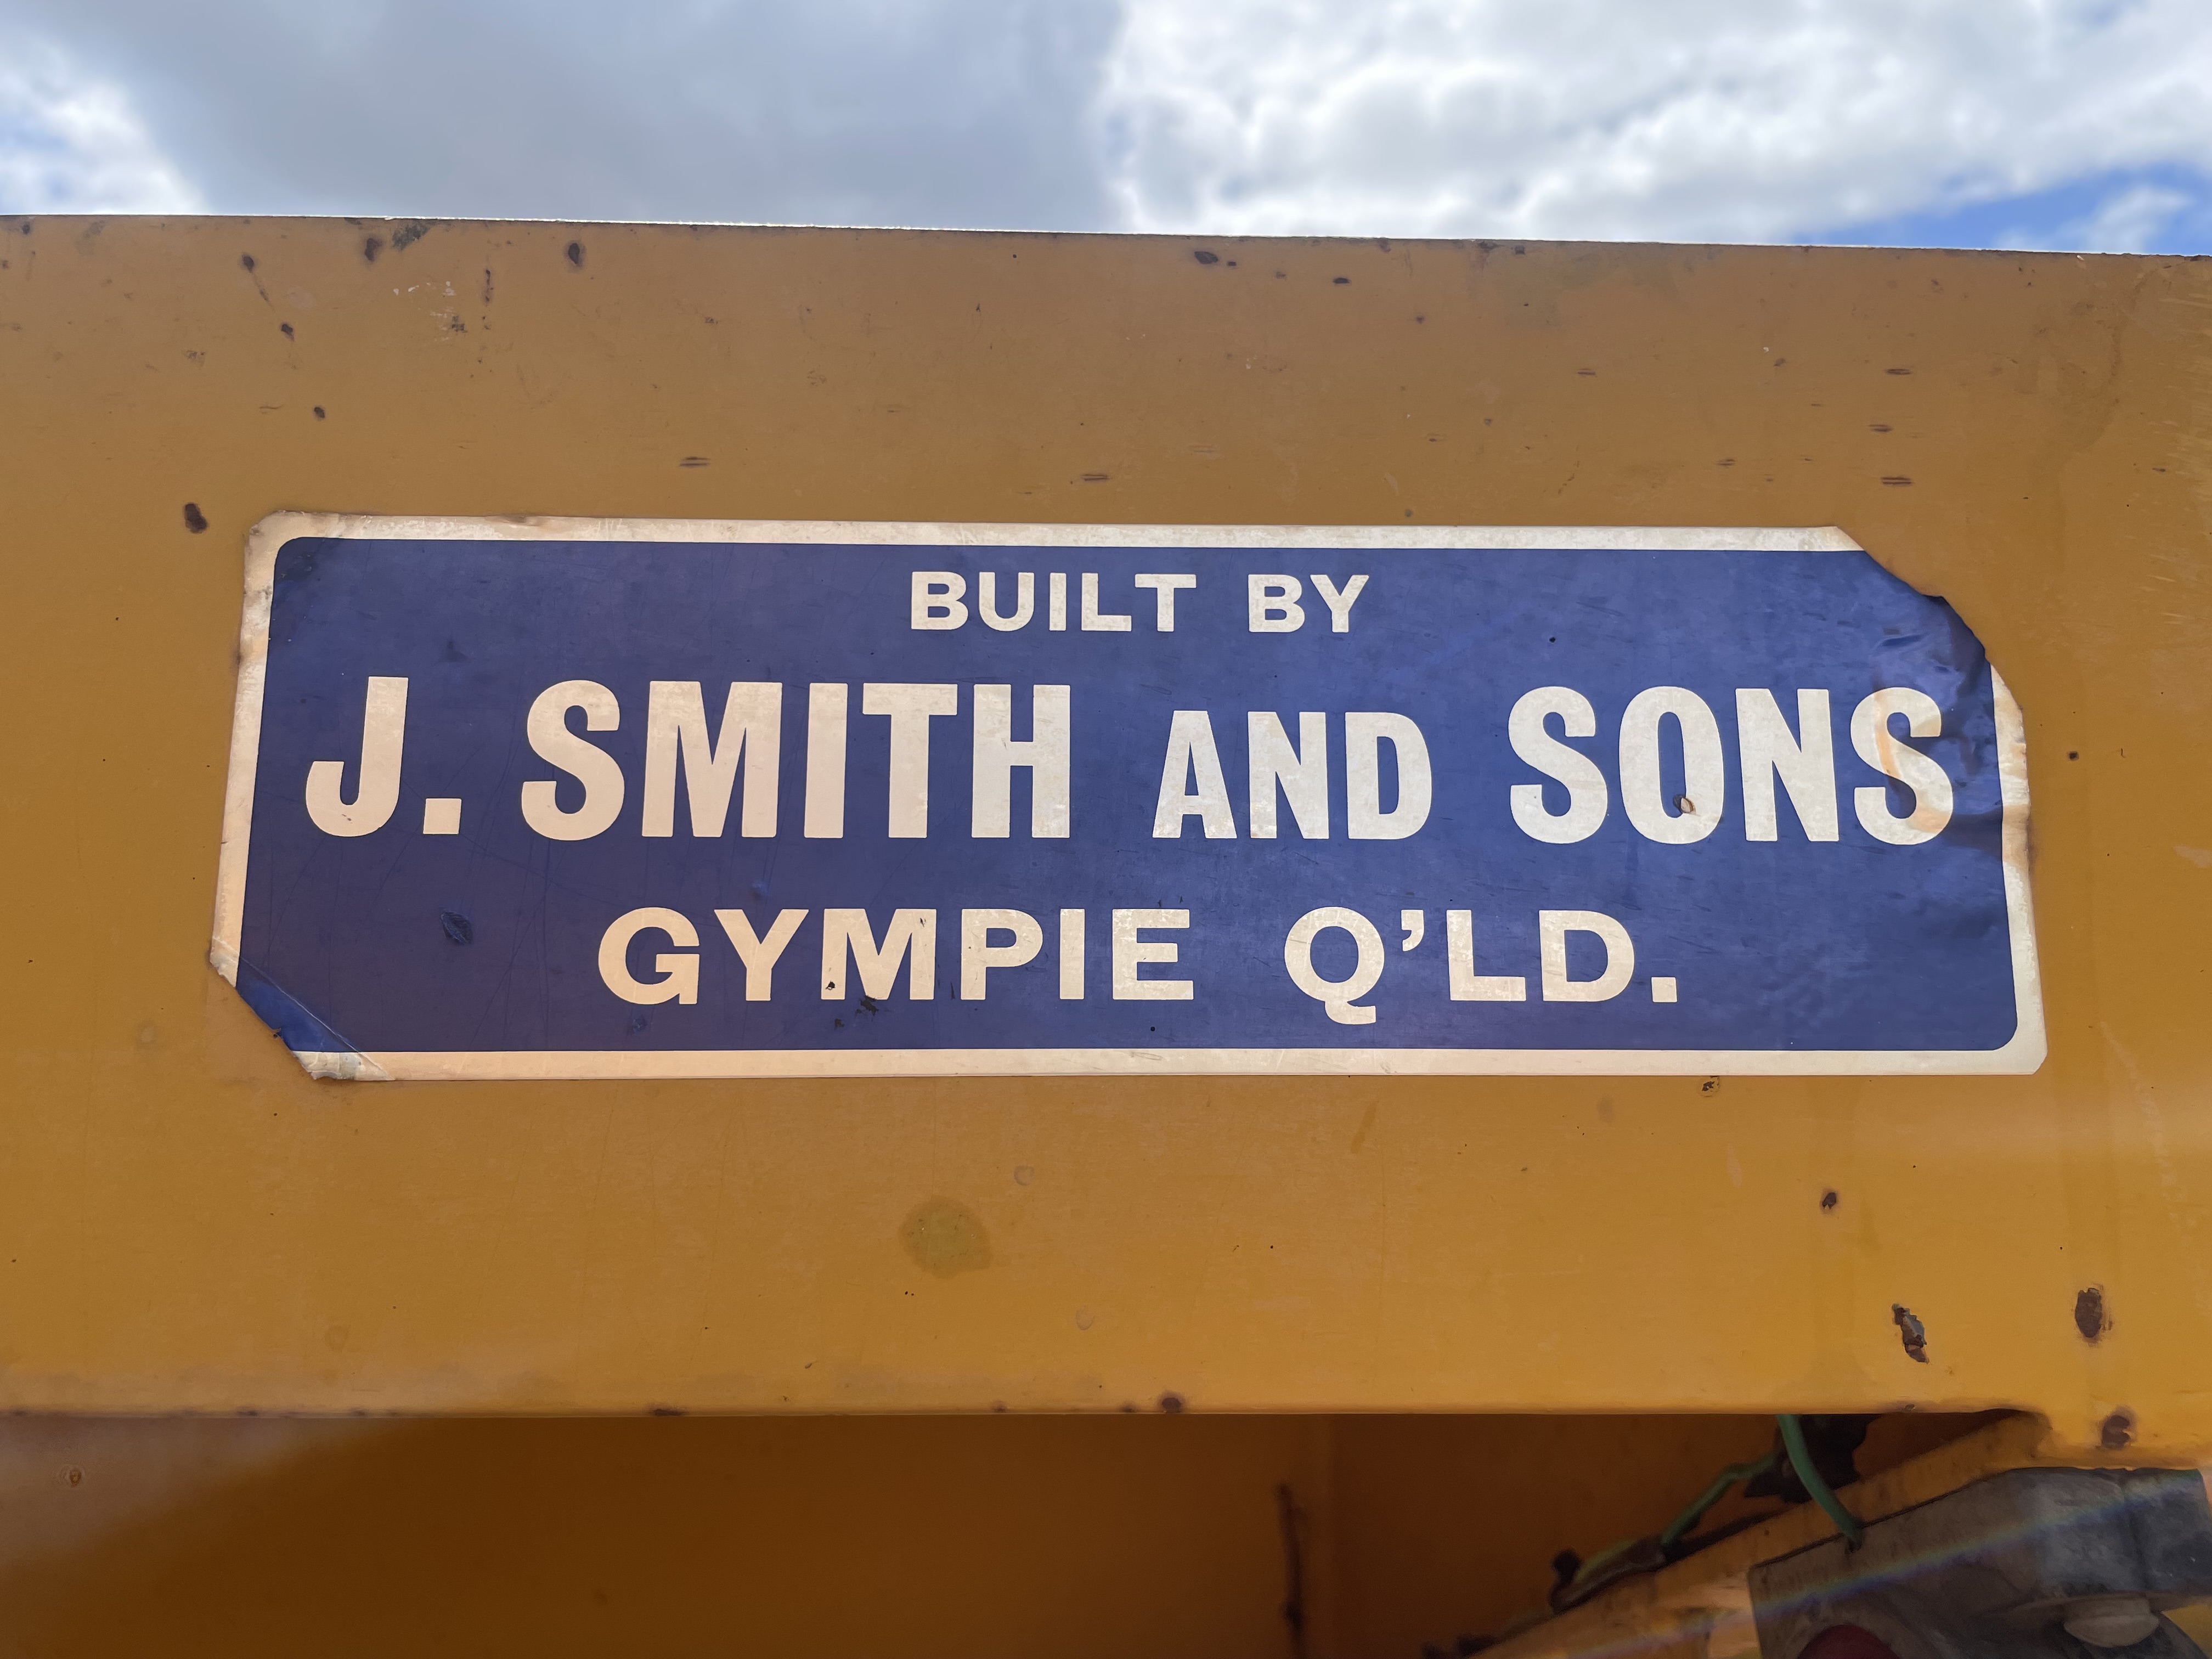 BUILT BY
J. SMITH AND SONS
GYMPIE Q'LD.